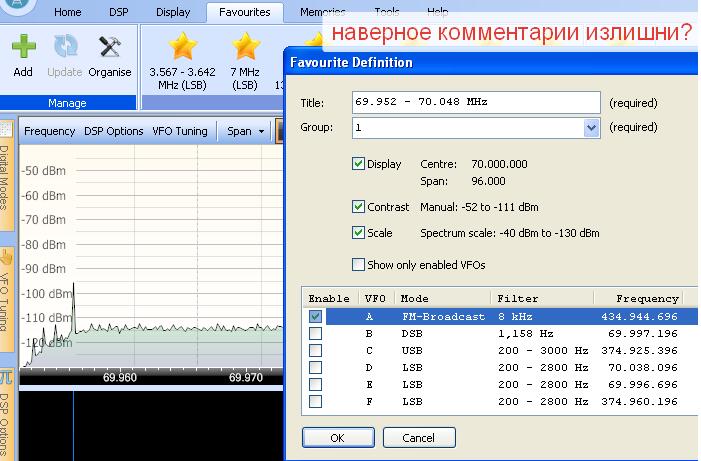 Home DSP Display Favourites Memories Tools Help
наверное комментарии излишни?
Add Update Organise
3.567 - 3.642 MHz (LSB)
7 MHz (LSB)
Manage
Favourite Definition
Title: 69.952 - 70.048 MHz (required)
Group: 1 (required)
Frequency DSP Options VFO Tuning Span
Digital Modes
VFO Tuning
DSP Options
Display Centre: 70.000.000
Span: 96.000
Contrast Manual: -52 to -111 dBm
Scale Spectrum scale: -40 dBm to -130 dBm
Show only enabled VFOs
-50 dBm
-60 dBm
-70 dBm
-80 dBm
-90 dBm
-100 dBm
-110 dBm
-120 dBm
69.960 69.970
Enable VFO Mode Filter Frequency
A FM-Broadcast 8 kHz 434.944.696
B DSB 1,158 Hz 69.997.196
C USB 200 - 3000 Hz 374.925.396
D LSB 200 - 2800 Hz 70.038.096
E LSB 200 - 2800 Hz 69.996.696
F LSB 200 - 2800 Hz 374.960.196
OK Cancel